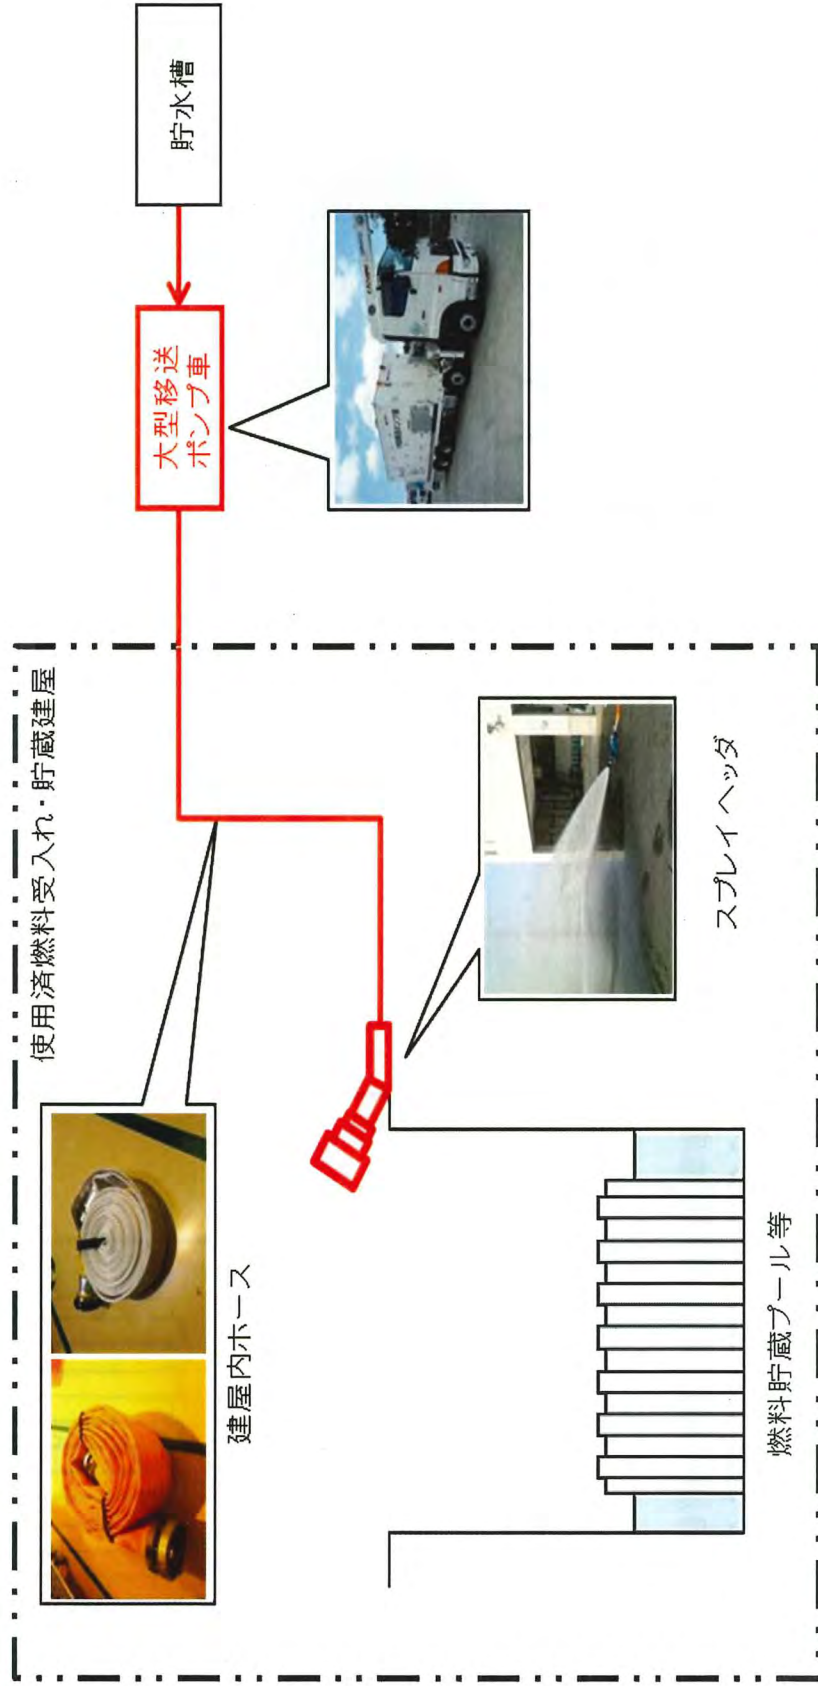 使用済燃料受入れ・貯蔵建屋
貯水槽
大型移送
ポンプ車
建屋内ホース
スプレイヘッダ
燃料貯蔵プール等